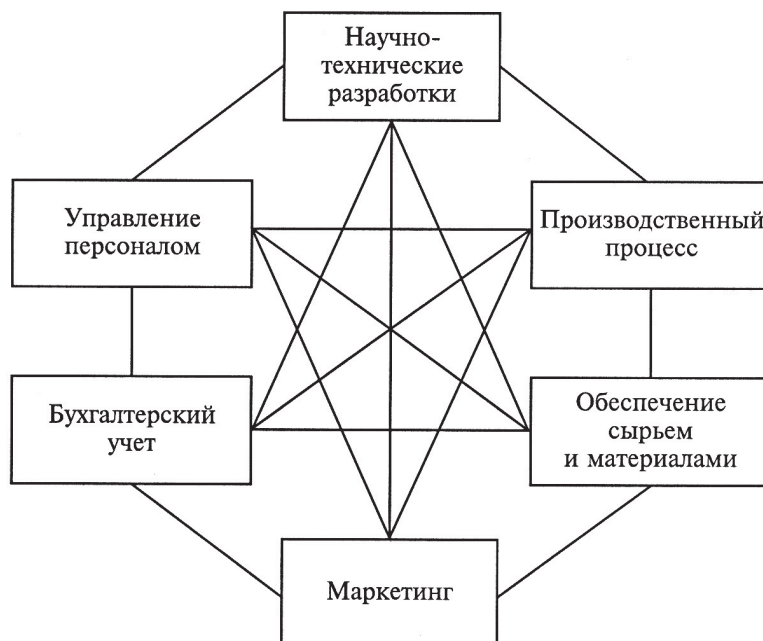 Научно-
технические
разработки
Управление
персоналом
Производственный
процесс
Бухгалтерский
учет
Обеспечение
сырьем
и материалами
Маркетинг